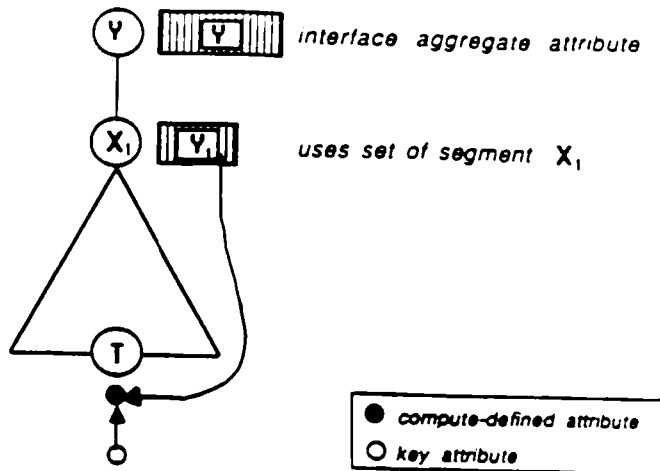 Y Y interface aggregate attribute
X₁ Y₁ uses set of segment X₁
T
compute-defined attribute
key attribute